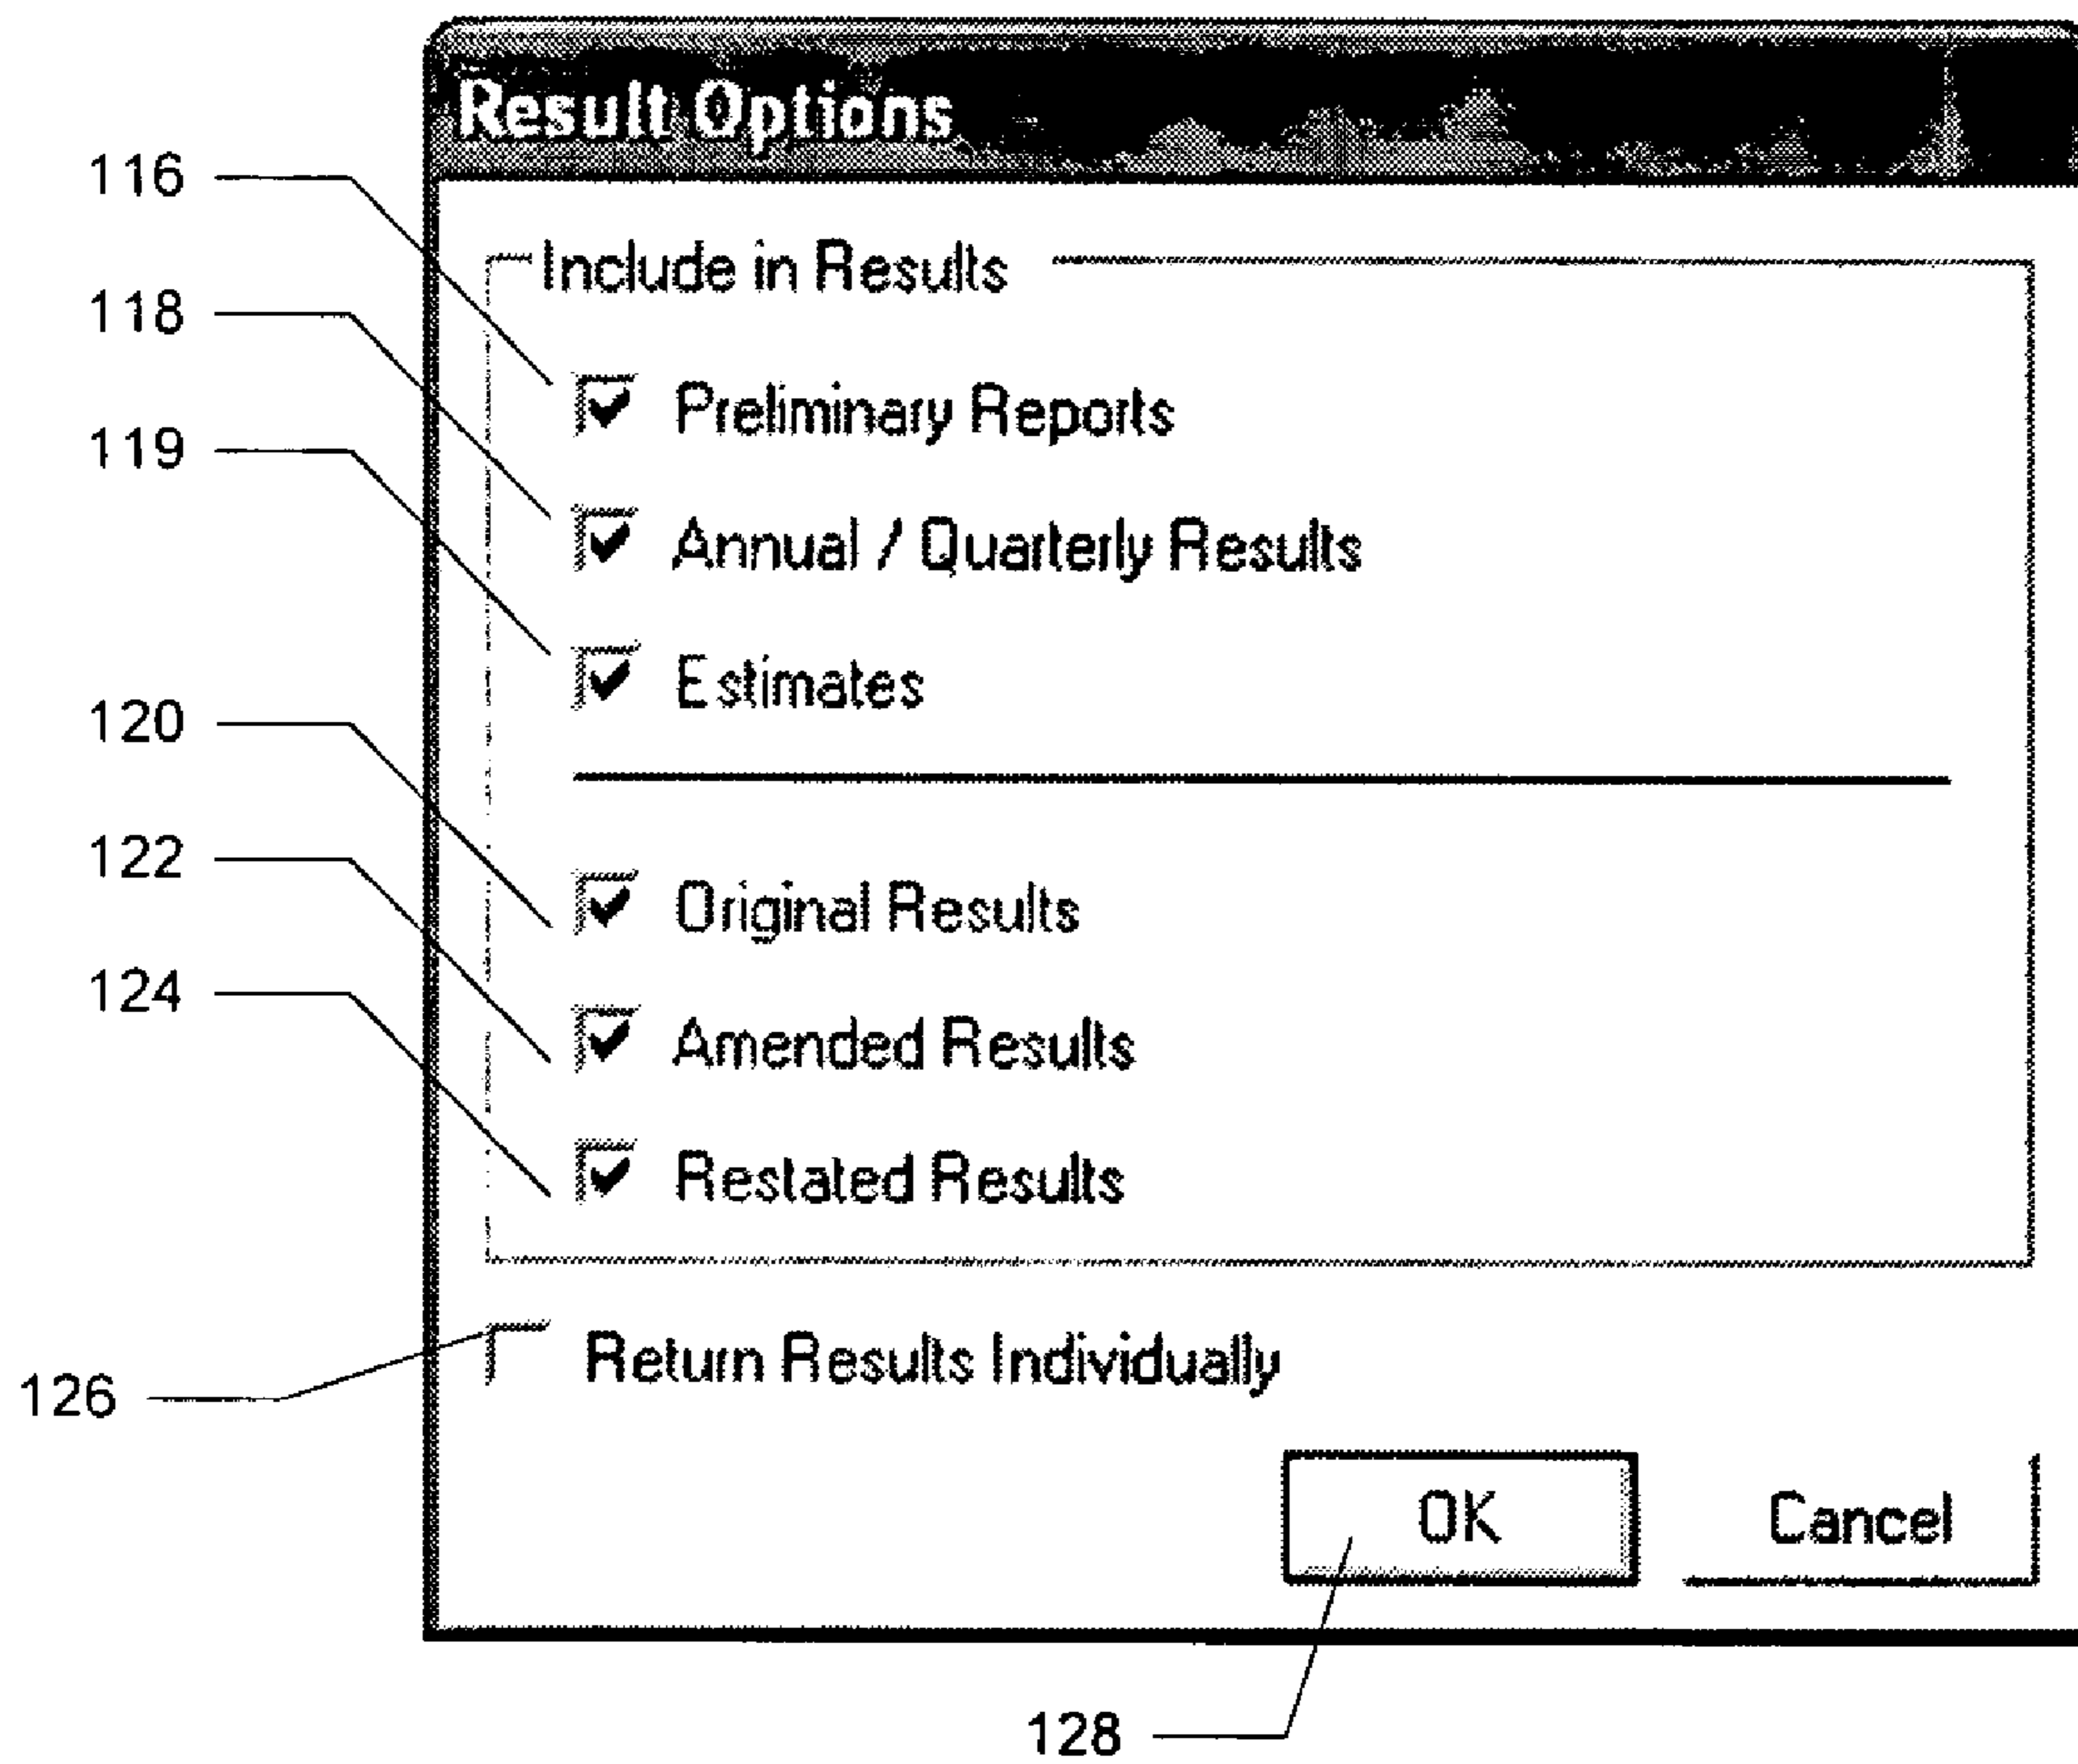 Result Options
116
Include in Results
118
Preliminary Reports
119
Annual / Quarterly Results
Estimates
120
122
Original Results
124
Amended Results
Restated Results
Return Results Individually
126
OK Cancel
128